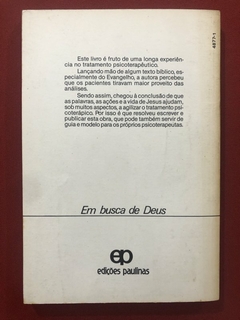 Este livro é fruto de uma longa experiên-
cia no tratamento psicoterapêutico.
Lançando mão de algum texto bíblico, es-
pecialmente do Evangelho, a autora percebeu
que os pacientes tiravam maior proveito das
análises.
Sendo assim, chegou à conclusão de que
as palavras, as ações e a vida de Jesus ajudam,
sob muitos aspectos, a agilizar o tratamento psi-
coterápico. Por isso é que resolveu escrever e
publicar esta obra, que pode também servir de
guia e modelo para os próprios psicoterapeutas.
Em busca de Deus
ep
edições paulinas